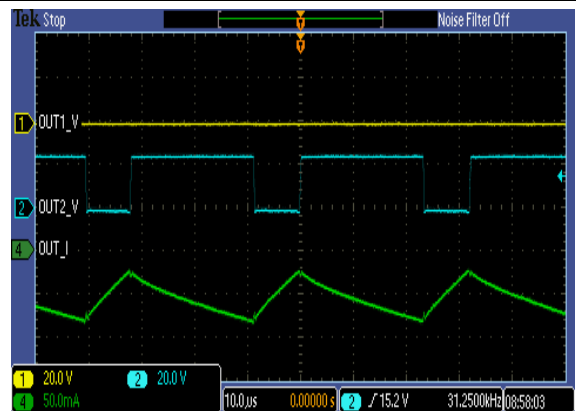 Tek Stop
Noise Filter Off
1 OUT1_V
2 OUT2_V
4 OUT_I
1 20.0 V 2 20.0 V
4 50.0mA
10.0µs 0.00000 s 2 15.2 V 31.2500kHz 08:58:03